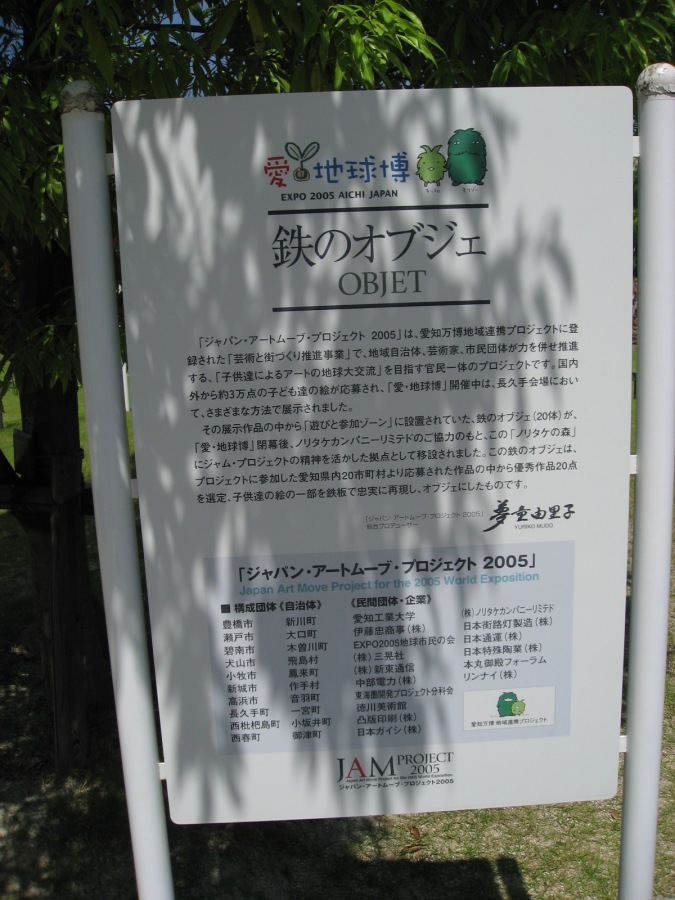 愛・地球博
EXPO 2005 AICHI JAPAN
鉄のオブジェ
OBJET
「ジャパン・アートムーブ・プロジェクト 2005」は、愛知万博地域連携プロジェクトに登
録された「芸術と街づくり推進事業」で、地域自治体、芸術家、市民団体が力を併せ推進
する、「子供達によるアートの地球大交流」を目指す官民一体のプロジェクトです。国内
外から約3万点の子ども達の絵が応募され、「愛・地球博」開催中は、長久手会場におい
て、さまざまな方法で展示されました。
その展示作品の中から「遊びと参加ゾーン」に設置されていた、鉄のオブジェ(20体)が、
「愛・地球博」閉幕後、ノリタケカンパニーリミテドのご協力のもと、この「ノリタケの森」
にジャム・プロジェクトの精神を活かした拠点として移設されました。この鉄のオブジェは、
プロジェクトに参加した愛知県内20市町村より応募された作品の中から優秀作品20点
を選定、子供達の絵の一部を鉄板で忠実に再現し、オブジェにしたものです。
「ジャパン・アートムーブ・プロジェクト 2005」
総合プロデューサー
夢童由里子
YURIKO MUDO
「ジャパン・アートムーブ・プロジェクト 2005」
Japan Art Move Project for the 2005 World Exposition
■ 構成団体《自治体》
豊橋市 新川町
瀬戸市 大口町
碧南市 木曽川町
犬山市 飛島村
小牧市 鳳来町
新城市 作手村
高浜市 音羽町
長久手町 一宮町
西枇杷島町 小坂井町
西春町 御津町
《民間団体・企業》
愛知工業大学
伊藤忠商事(株)
EXPO2005地球市民の会
(株)三晃社
(株)新東通信
中部電力(株)
東海圏開発プロジェクト分科会
徳川美術館
凸版印刷(株)
日本ガイシ(株)
(株)ノリタケカンパニーリミテド
日本街路灯製造(株)
日本通運(株)
日本特殊陶業(株)
本丸御殿フォーラム
リンナイ(株)
愛知万博 地域連携プロジェクト
JAM PROJECT
2005
Japan Art Move Project for the 2005 World Exposition
ジャパン・アートムーブ・プロジェクト2005